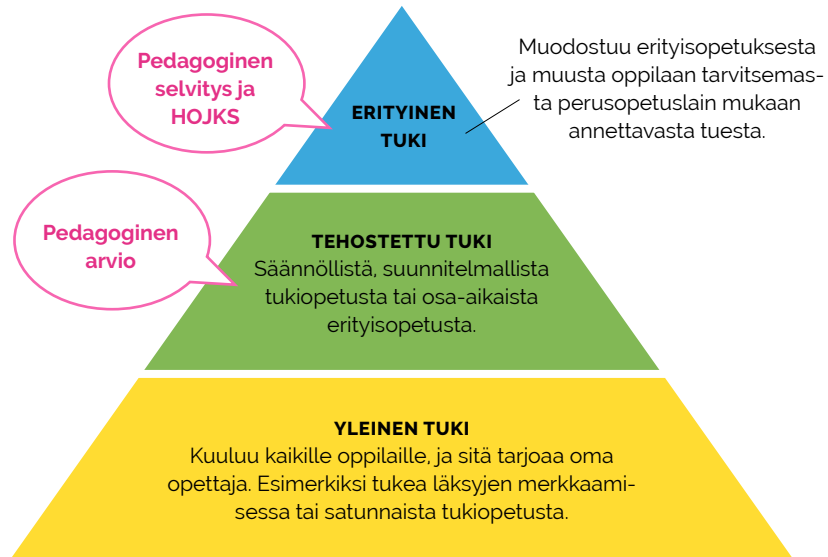 Pedagoginen
selvitys ja
HOJKS
ERITYINEN
TUKI
Muodostuu erityisopetuksesta
ja muusta oppilaan tarvitsemas-
ta perusopetuslain mukaan
annettavasta tuesta.
Pedagoginen
arvio
TEHOSTETTU TUKI
Säännöllistä, suunnitelmallista
tukiopetusta tai osa-aikaista
erityisopetusta.
YLEINEN TUKI
Kuuluu kaikille oppilaille, ja sitä tarjoaa oma
opettaja. Esimerkiksi tukea läksyjen merkkaami-
sessa tai satunnaista tukiopetusta.